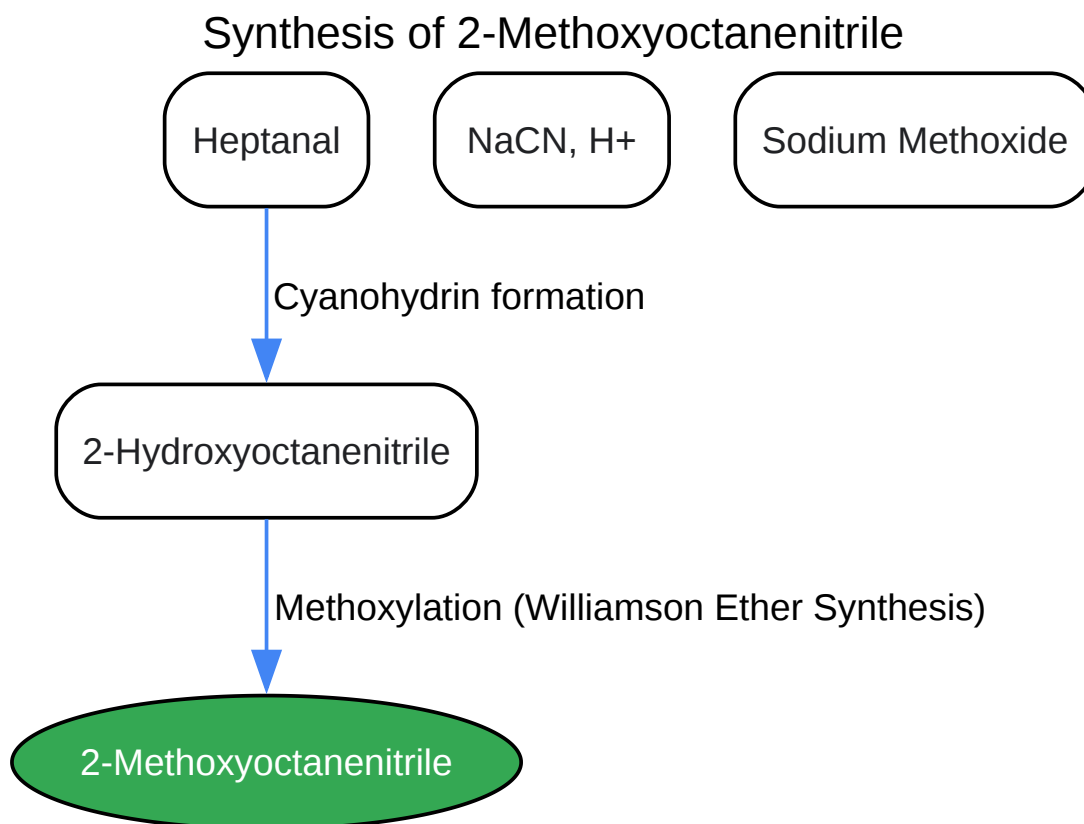 Synthesis of 2-Methoxyoctanenitrile
Heptanal
NaCN, H+
Sodium Methoxide
Cyanohydrin formation
2-Hydroxyoctanenitrile
Methoxylation (Williamson Ether Synthesis)
2-Methoxyoctanenitrile